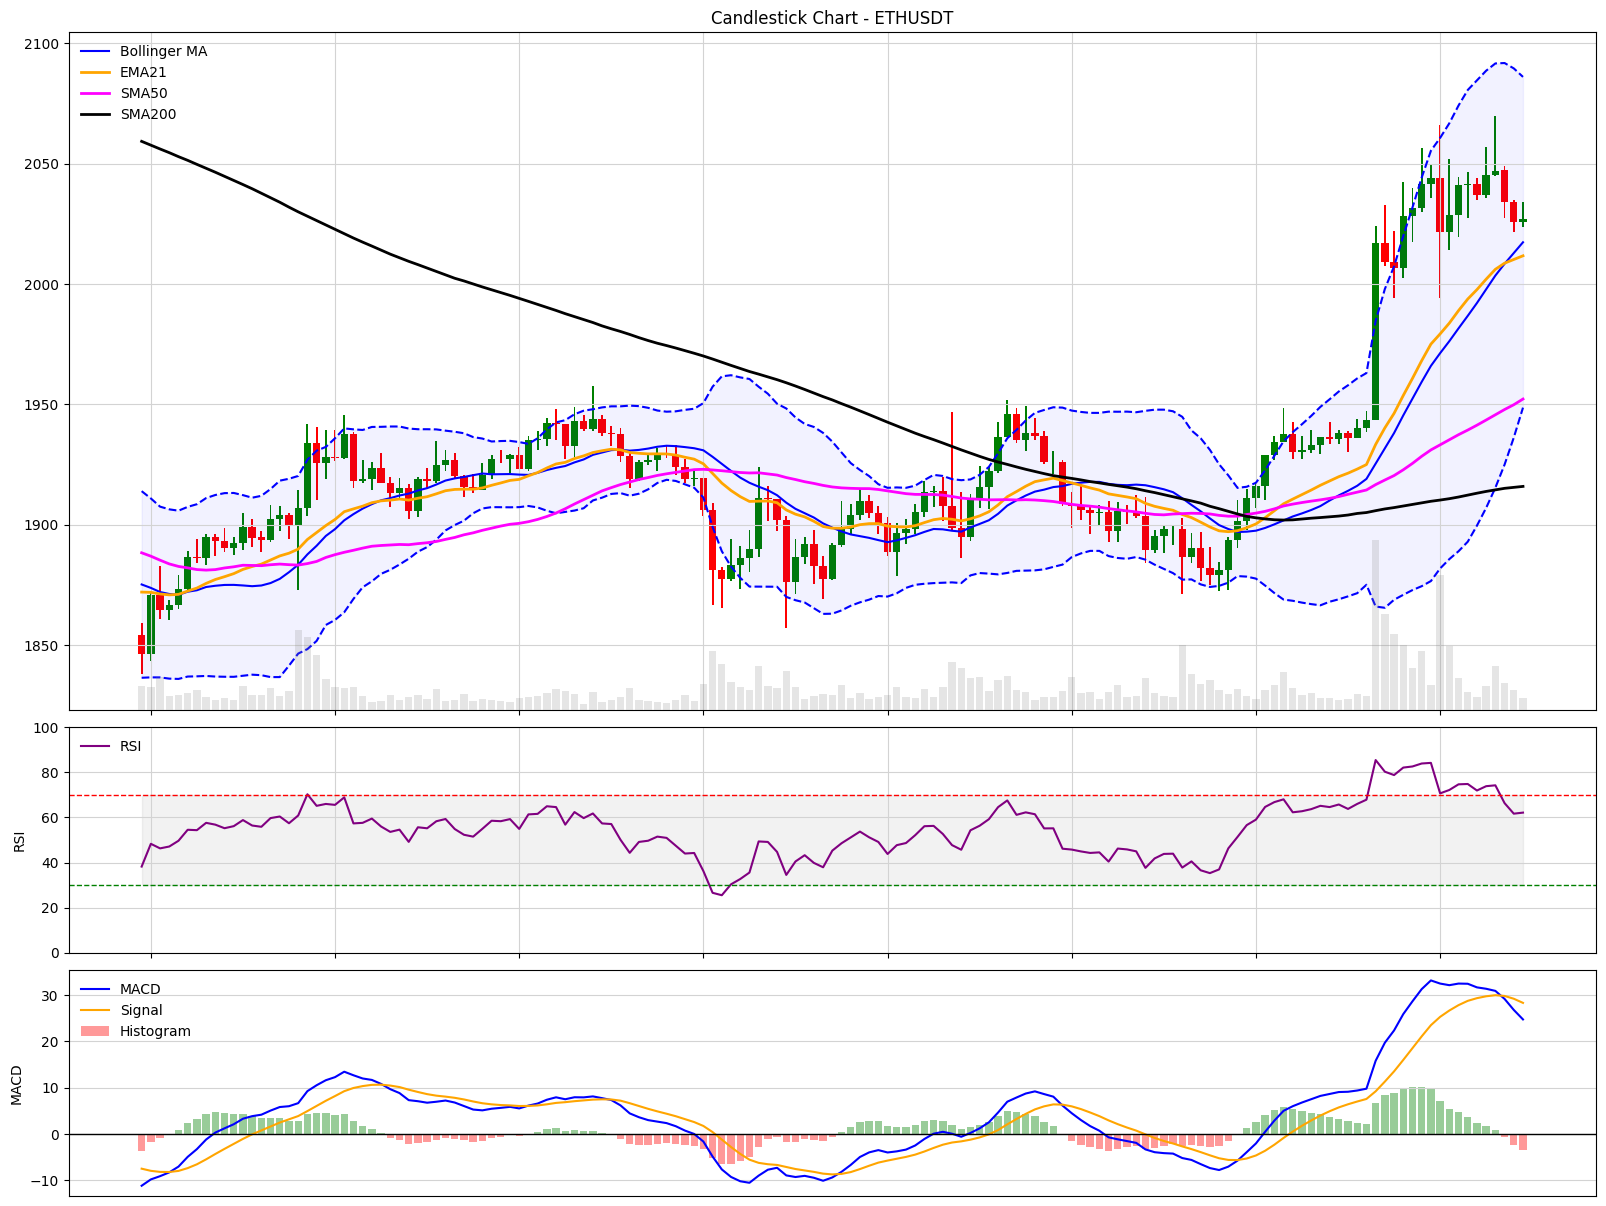 Candlestick Chart - ETHUSDT
Bollinger MA
EMA21
SMA50
SMA200
2100
2050
2000
1950
1900
1850
RSI
100
80
60
40
20
0
RSI
MACD
Signal
Histogram
30
20
10
0
−10
MACD